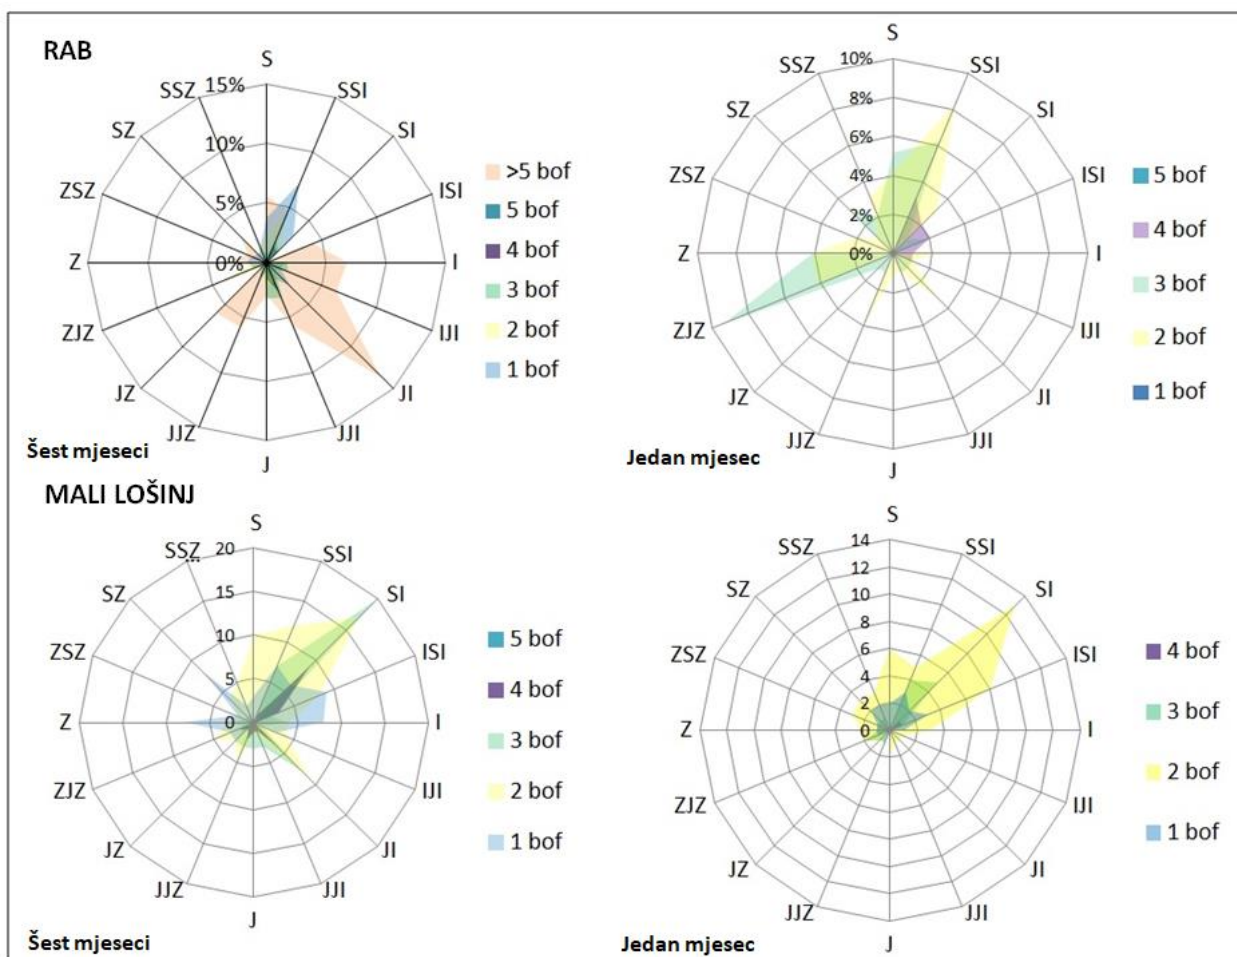 RAB
S
SSI
SI
ISI
I
IJI
JI
JJI
J
JJZ
JZ
ZJZ
Z
ZSZ
SZ
SSZ
15%
10%
5%
0%
>5 bof
5 bof
4 bof
3 bof
2 bof
1 bof
Šest mjeseci
S
SSI
SI
ISI
I
IJI
JI
JJI
J
JJZ
JZ
ZJZ
Z
ZSZ
SZ
SSZ
10%
8%
6%
4%
2%
0%
5 bof
4 bof
3 bof
2 bof
1 bof
Jedan mjesec
MALI LOŠINJ
S
SSI
SI
ISI
I
IJI
JI
JJI
J
JJZ
JZ
ZJZ
Z
ZSZ
SZ
SSZ
...
20
15
10
5
0
5 bof
4 bof
3 bof
2 bof
1 bof
Šest mjeseci
S
SSI
SI
ISI
I
IJI
JI
JJI
J
JJZ
JZ
ZJZ
Z
ZSZ
SZ
SSZ
14
12
10
8
6
4
2
0
4 bof
3 bof
2 bof
1 bof
Jedan mjesec